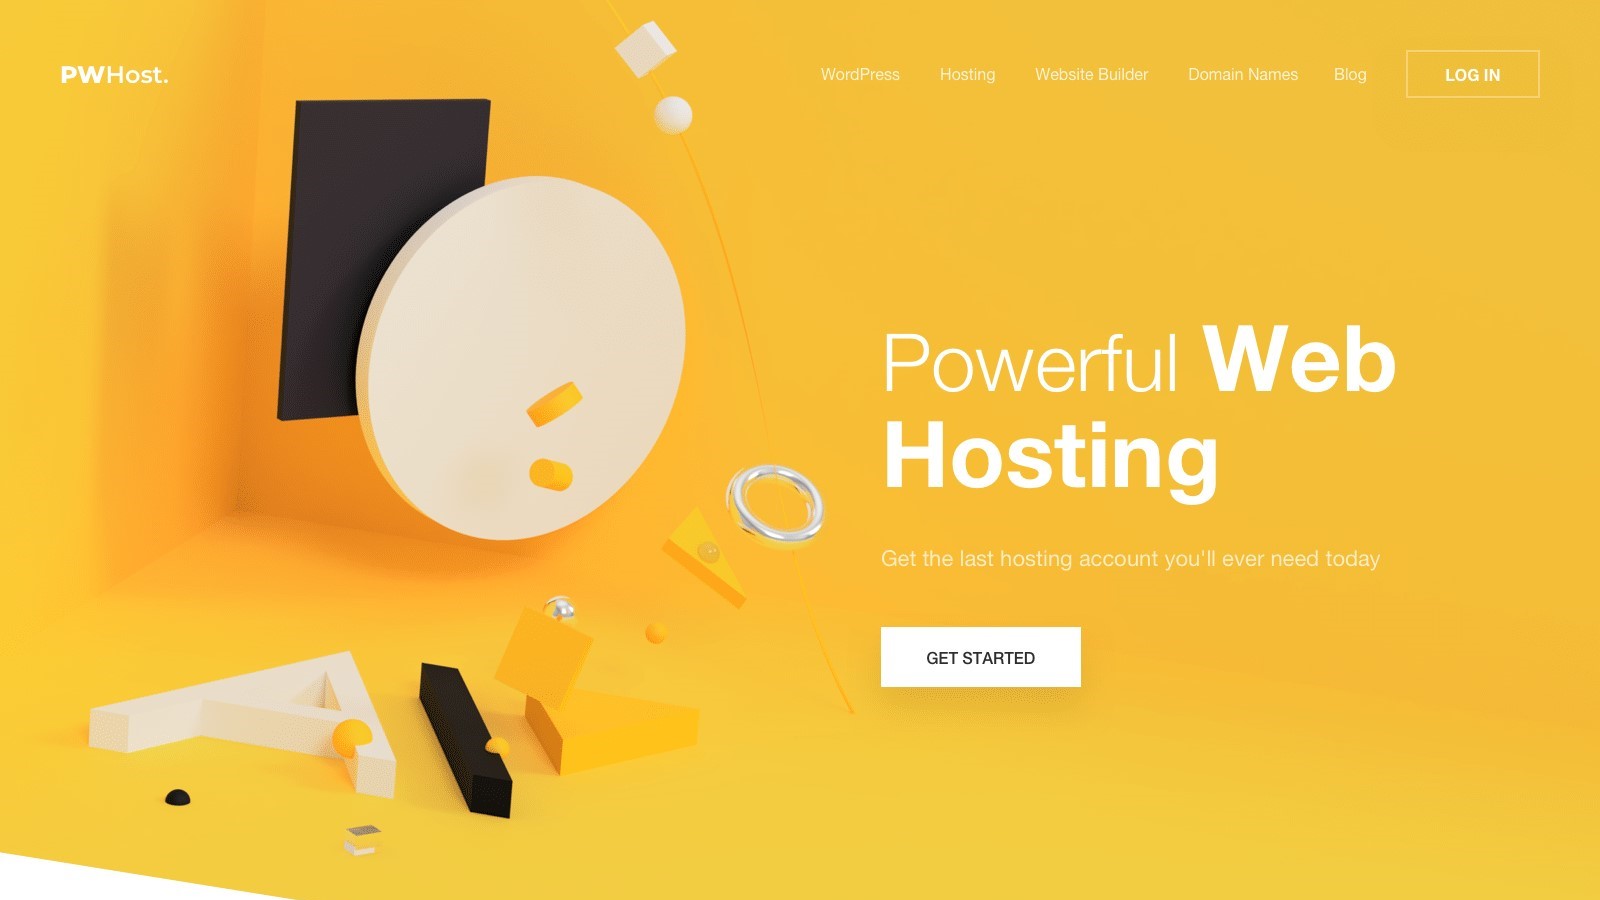 PWHost.
WordPress
Hosting
Website Builder
Domain Names
Blog
LOG IN
Powerful Web
Hosting
Get the last hosting account you'll ever need today
GET STARTED